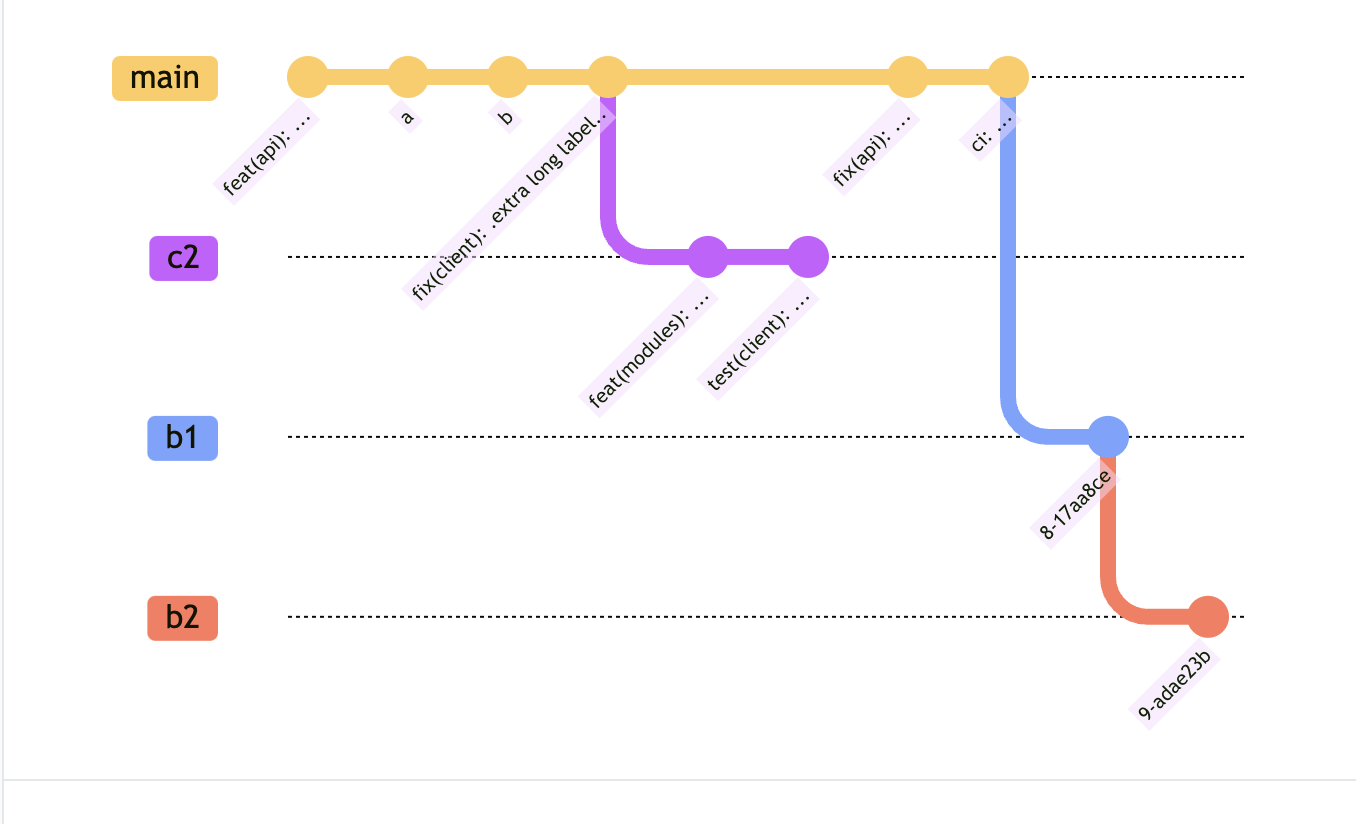 main
feat(api): ...
a
b
fix(client): .extra long label..
fix(api): ...
ci: ...
c2
feat(modules): ...
test(client): ...
b1
8-17aa8ce
b2
9-adae23b